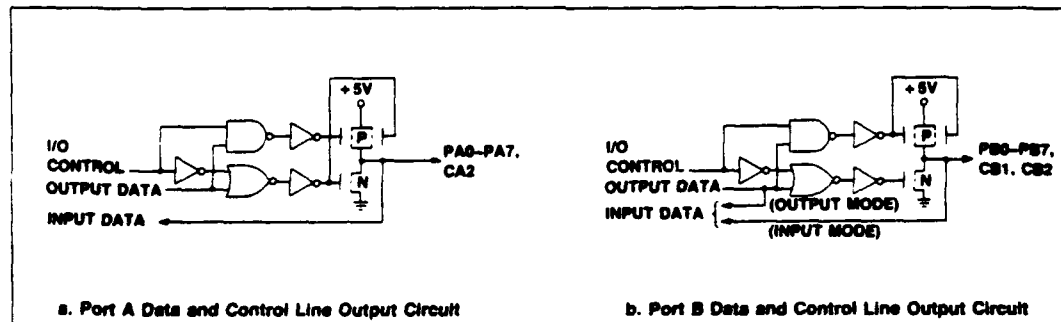 +5V
P
I/O
CONTROL
OUTPUT DATA
INPUT DATA
N
PA0–PA7,
CA2
a. Port A Data and Control Line Output Circuit
+5V
P
I/O
CONTROL
OUTPUT DATA
INPUT DATA
(OUTPUT MODE)
(INPUT MODE)
N
PB0–PB7,
CB1, CB2
b. Port B Data and Control Line Output Circuit